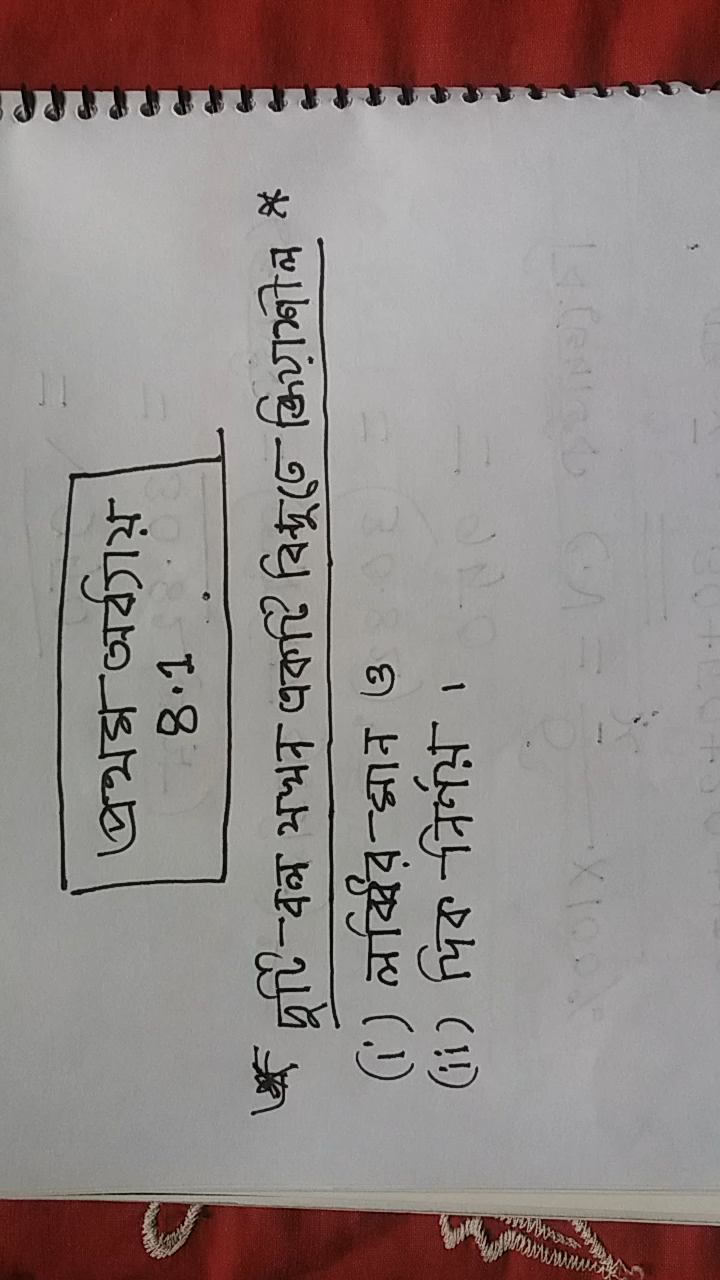 প্রথম অধ্যায়
8.1
* দুটি বল যখন একটি বিন্দুতে ক্রিয়াশীল *
(i) লব্ধির মান ও
(ii) দিক নির্ণয় ।